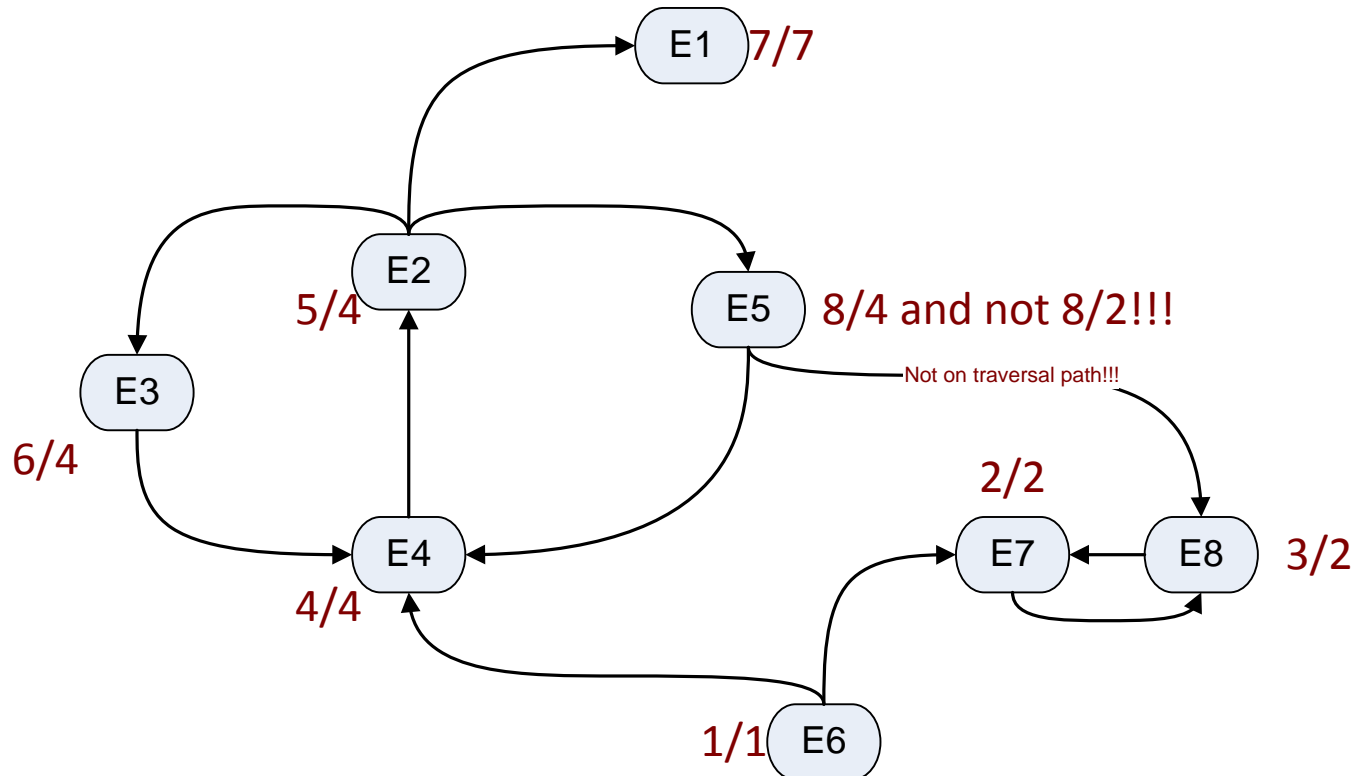 E1 7/7
E2
5/4
E5 8/4 and not 8/2!!!
Not on traversal path!!!
E3
6/4
2/2
E4
4/4
E7
E8 3/2
1/1 E6